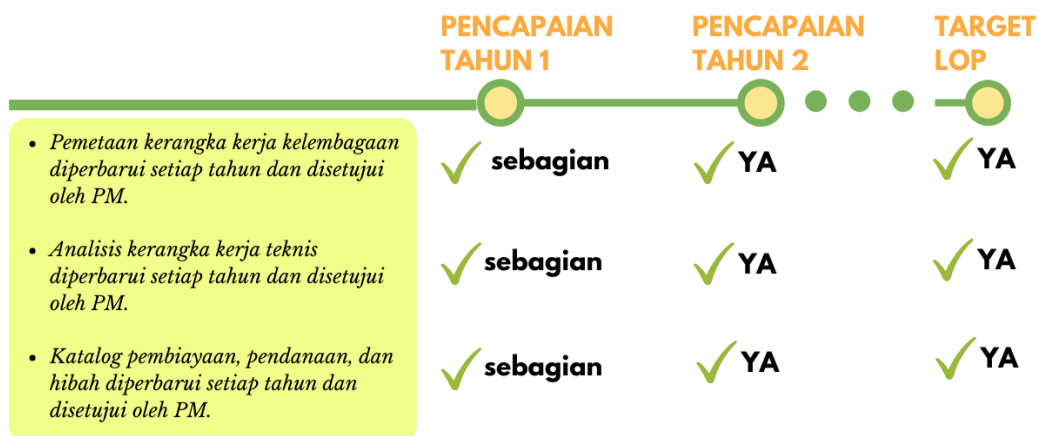 PENCAPAIAN TAHUN 1
PENCAPAIAN TAHUN 2
TARGET LOP
• Pemetaan kerangka kerja kelembagaan
diperbarui setiap tahun dan disetujui
oleh PM.
sebagian
YA
YA
• Analisis kerangka kerja teknis
diperbarui setiap tahun dan disetujui
oleh PM.
sebagian
YA
YA
• Katalog pembiayaan, pendanaan, dan
hibah diperbarui setiap tahun dan
disetujui oleh PM.
sebagian
YA
YA